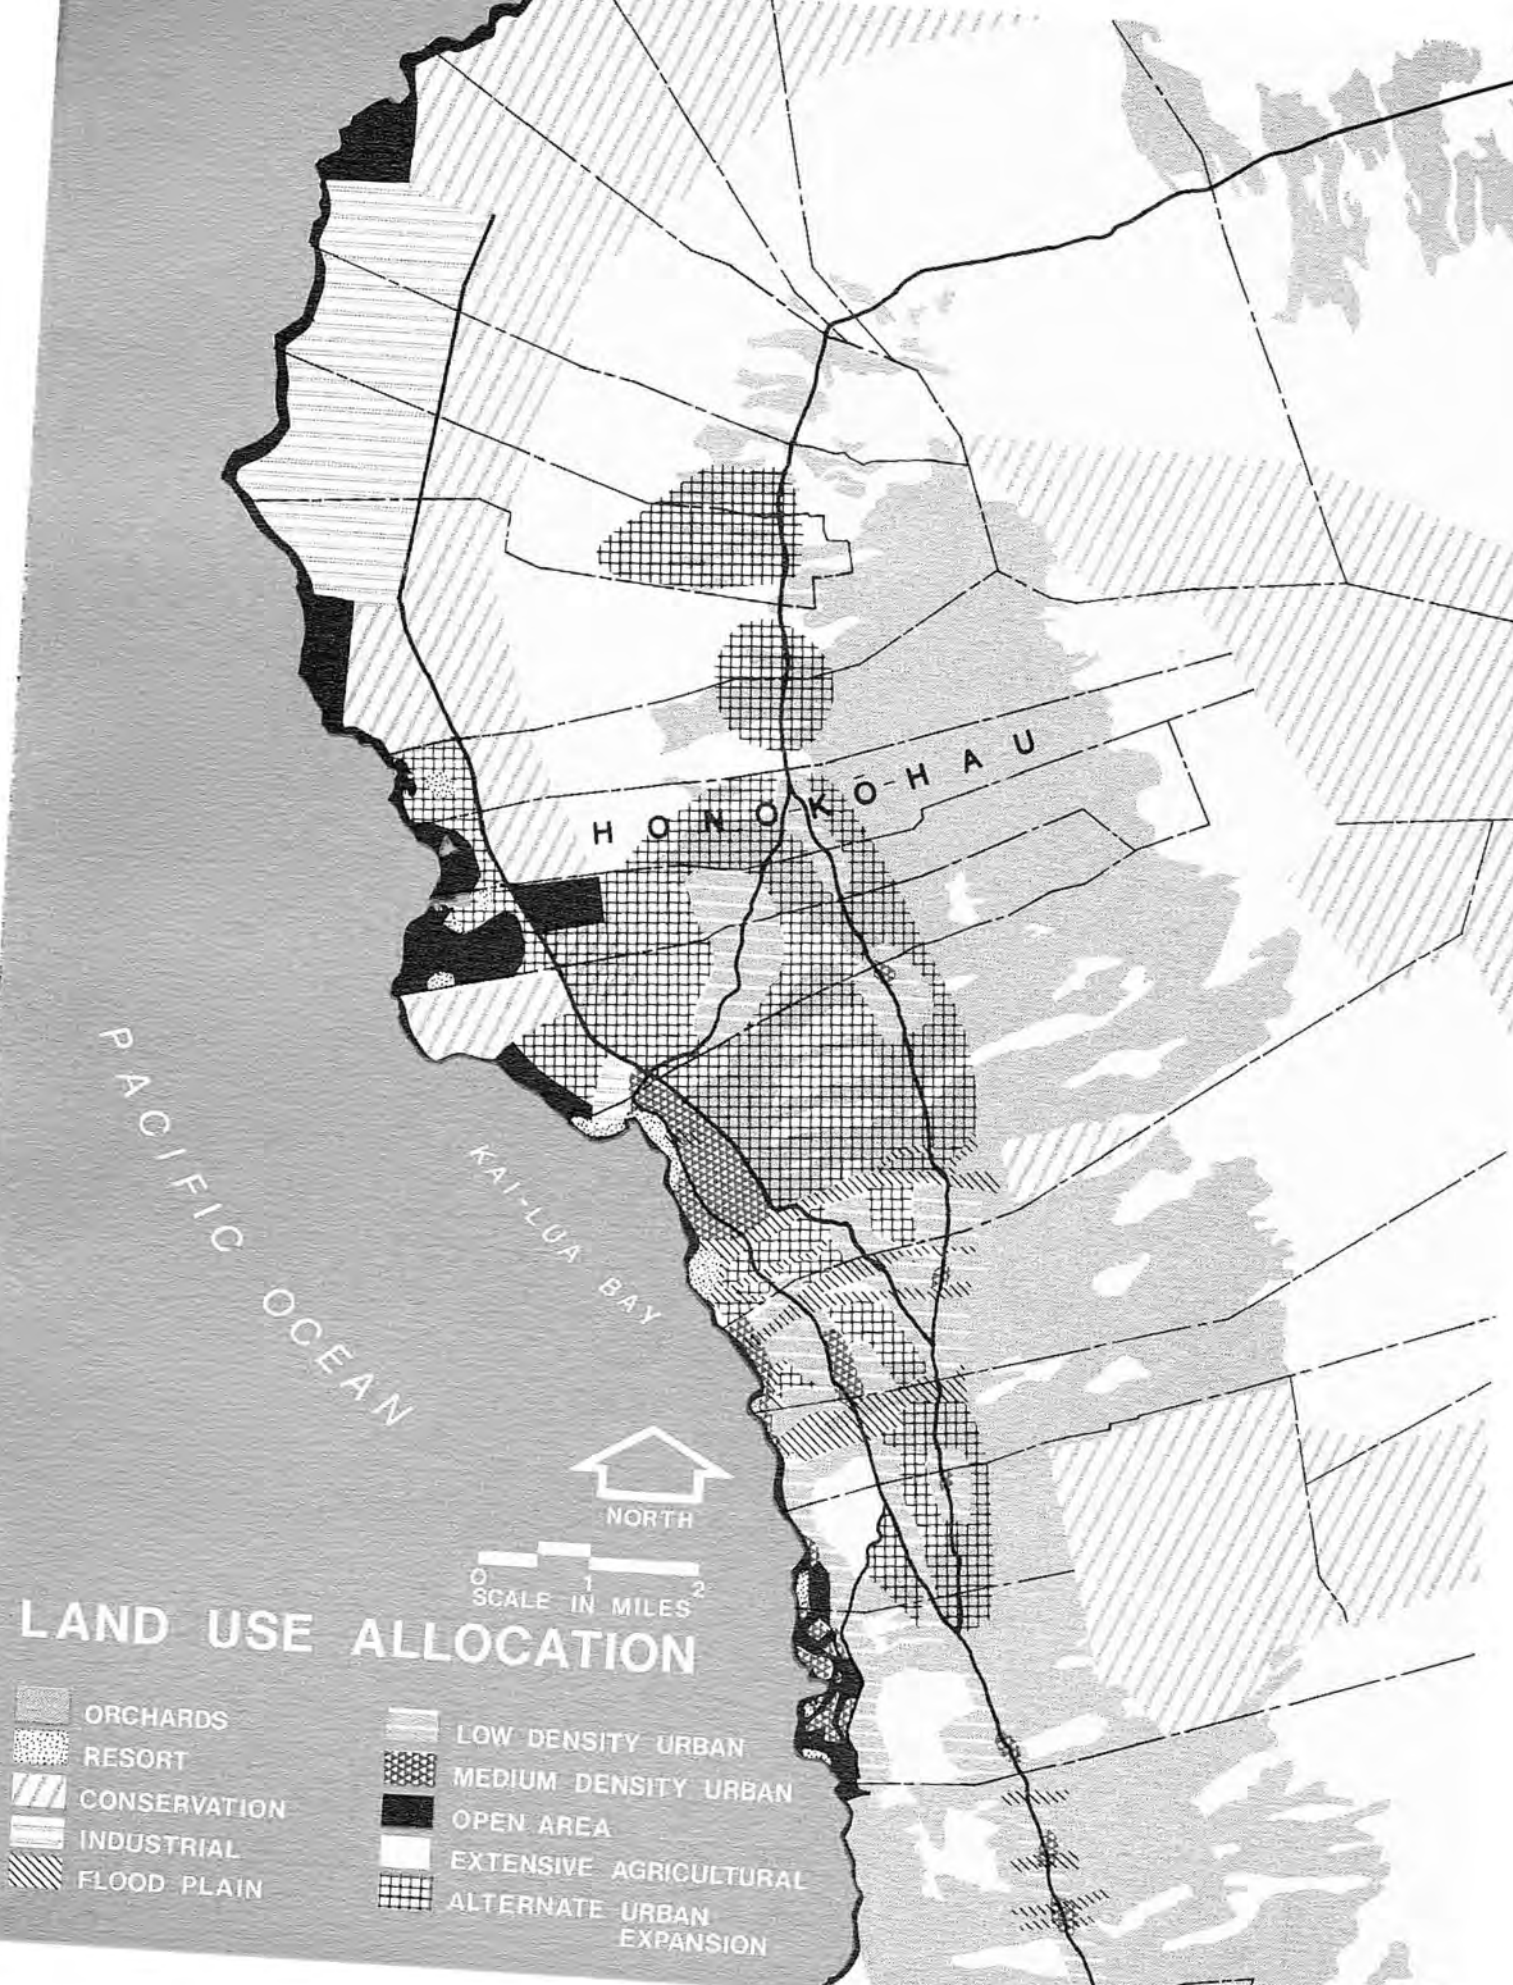 HONOKŌHAU
PACIFIC OCEAN
KAI-LUA BAY
NORTH
0 1 2
SCALE IN MILES
LAND USE ALLOCATION
ORCHARDS
RESORT
CONSERVATION
INDUSTRIAL
FLOOD PLAIN
LOW DENSITY URBAN
MEDIUM DENSITY URBAN
OPEN AREA
EXTENSIVE AGRICULTURAL
ALTERNATE URBAN
EXPANSION